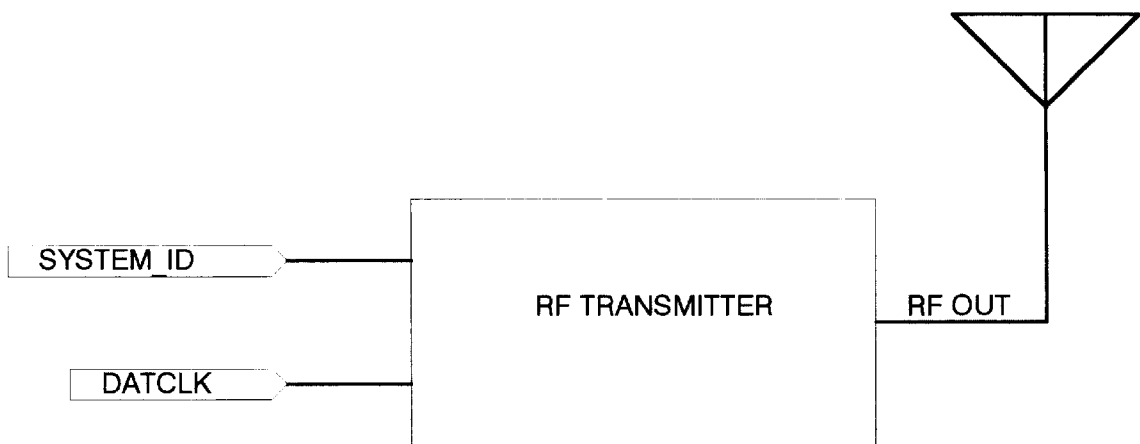 SYSTEM_ID
RF TRANSMITTER
RF OUT
DATCLK